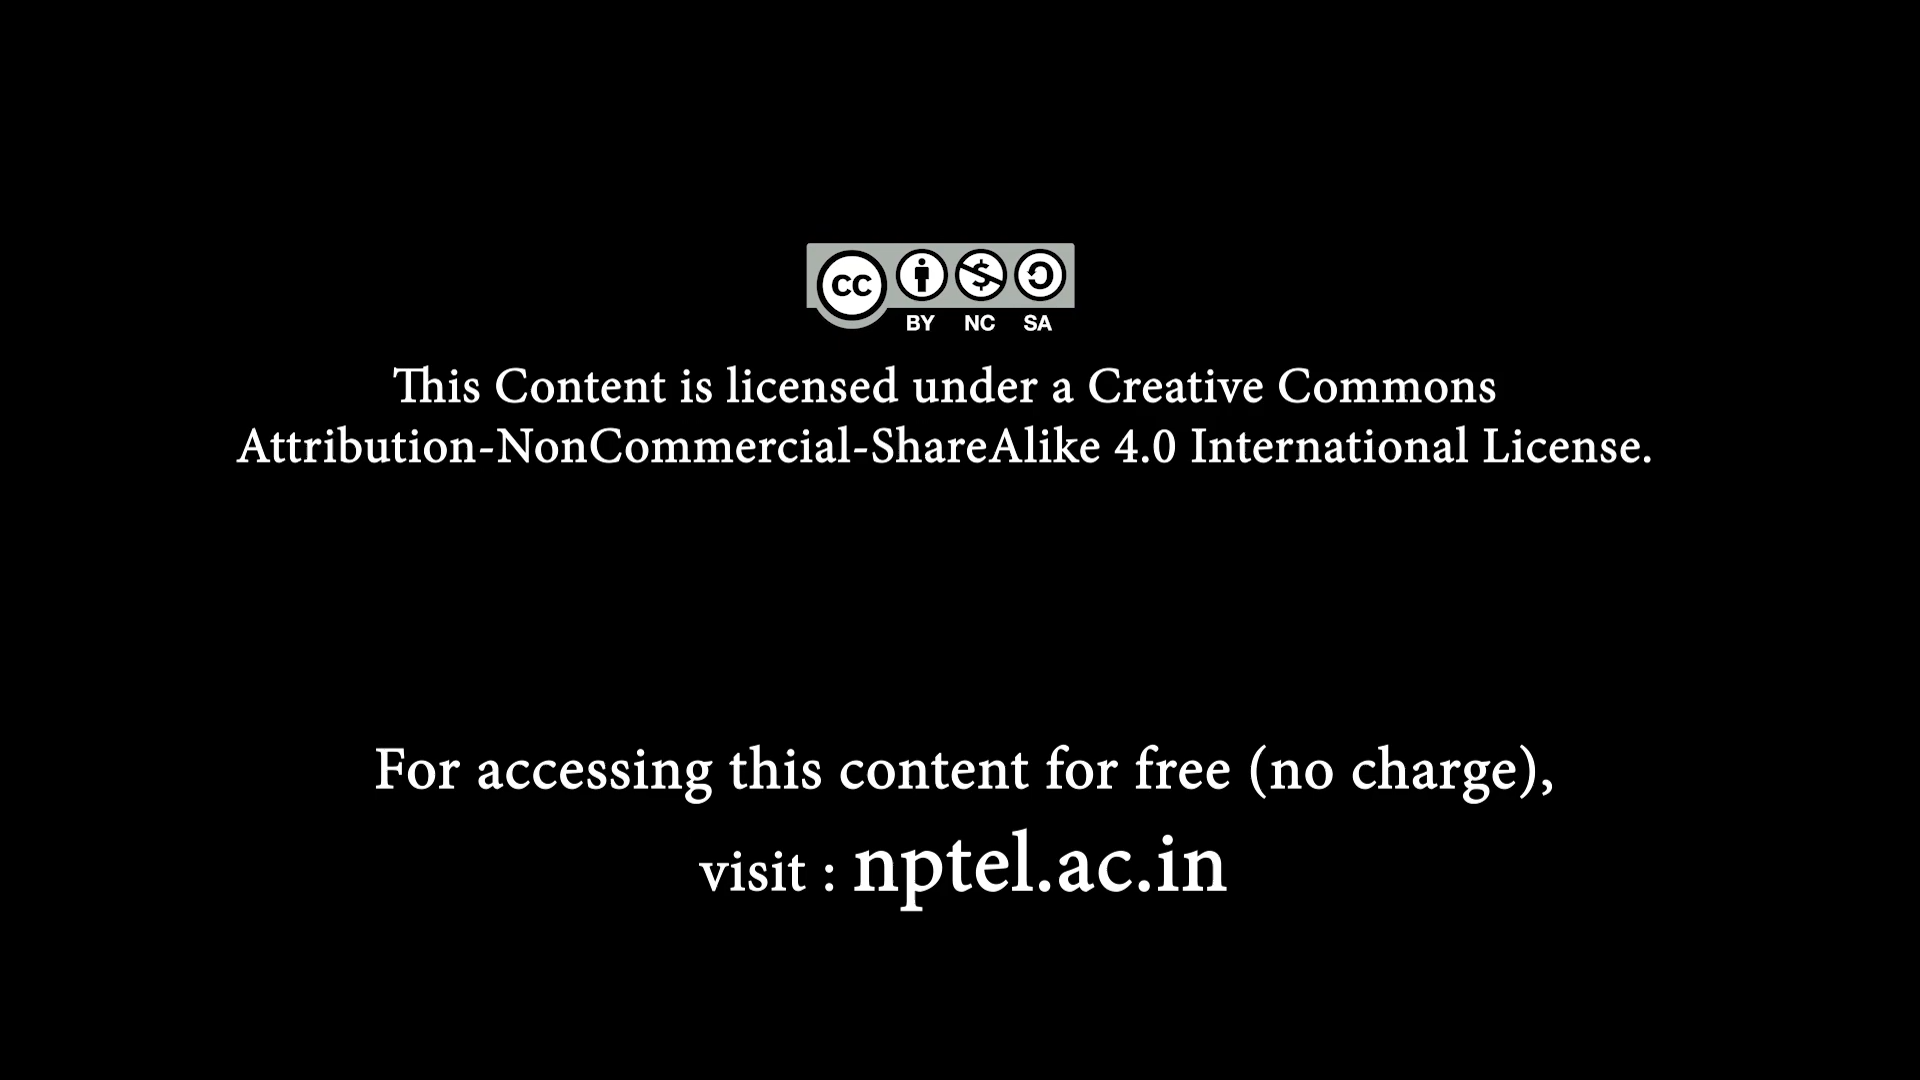 cc
BY NC SA
This Content is licensed under a Creative Commons
Attribution-NonCommercial-ShareAlike 4.0 International License.
For accessing this content for free (no charge),
visit : nptel.ac.in